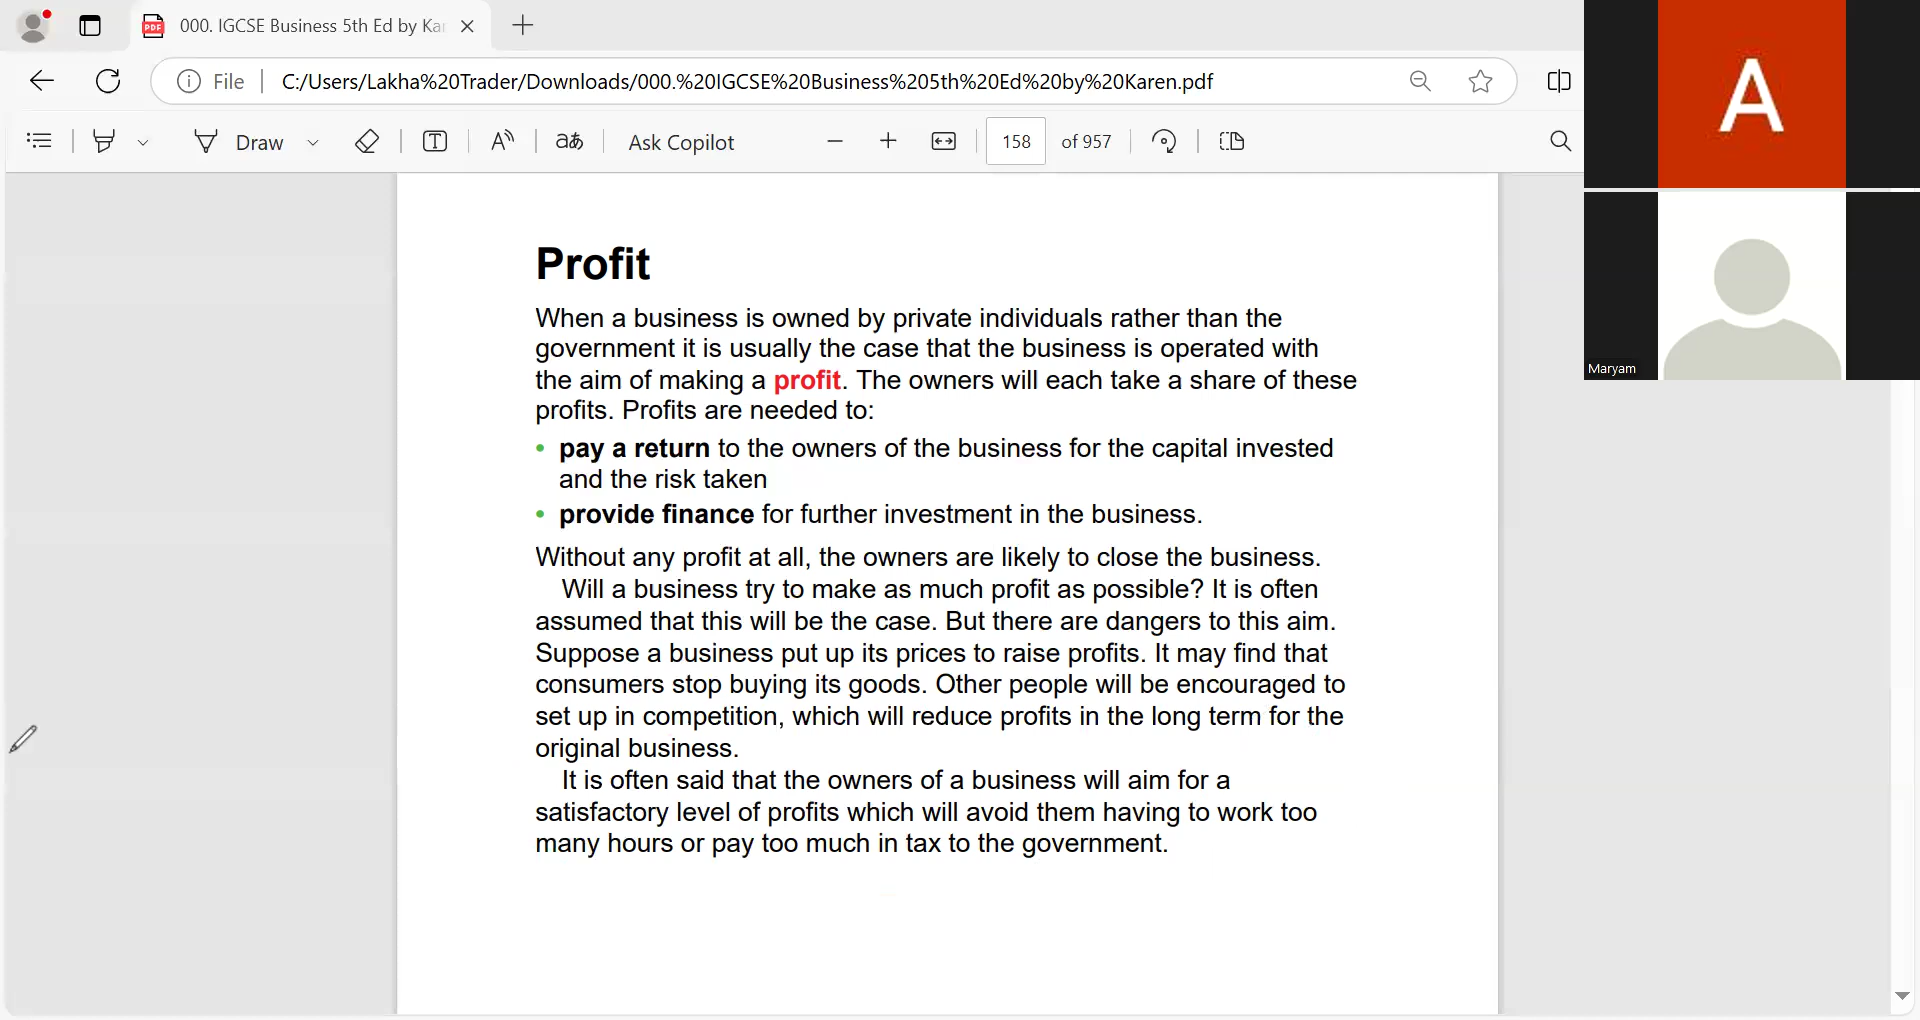 000. IGCSE Business 5th Ed by Kar
File
C:/Users/Lakha%20Trader/Downloads/000.%20IGCSE%20Business%205th%20Ed%20by%20Karen.pdf
Draw
Ask Copilot
158 of 957
A
Maryam
Profit
When a business is owned by private individuals rather than the
government it is usually the case that the business is operated with
the aim of making a profit. The owners will each take a share of these
profits. Profits are needed to:
• pay a return to the owners of the business for the capital invested
and the risk taken
• provide finance for further investment in the business.
Without any profit at all, the owners are likely to close the business.
Will a business try to make as much profit as possible? It is often
assumed that this will be the case. But there are dangers to this aim.
Suppose a business put up its prices to raise profits. It may find that
consumers stop buying its goods. Other people will be encouraged to
set up in competition, which will reduce profits in the long term for the
original business.
It is often said that the owners of a business will aim for a
satisfactory level of profits which will avoid them having to work too
many hours or pay too much in tax to the government.